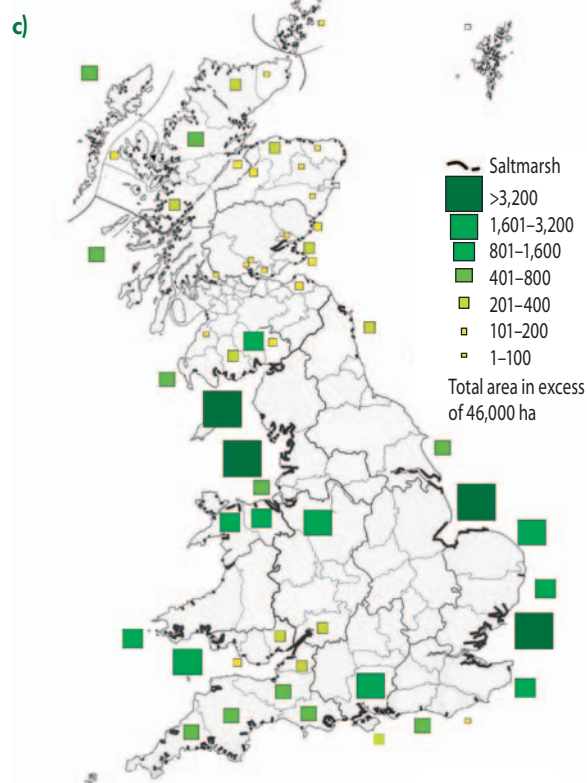 c)
Saltmarsh
>3,200
1,601–3,200
801–1,600
401–800
201–400
101–200
1–100
Total area in excess
of 46,000 ha